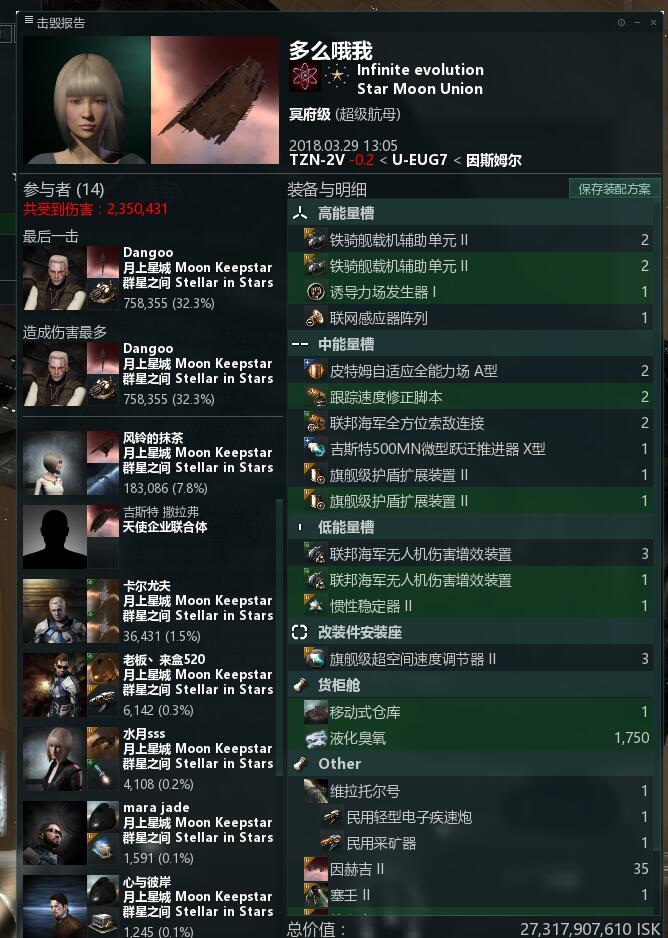 击毁报告
多么哦我
Infinite evolution
Star Moon Union
冥府级 (超级航母)
2018.03.29 13:05
TZN-2V -0.2 < U-EUG7 < 因斯姆尔
参与者 (14)
共受到伤害：2,350,431
最后一击
Dangoo
月上星城 Moon Keepstar
群星之间 Stellar in Stars
758,355 (32.3%)
造成伤害最多
Dangoo
月上星城 Moon Keepstar
群星之间 Stellar in Stars
758,355 (32.3%)
风铃的抹茶
月上星城 Moon Keepstar
群星之间 Stellar in Stars
183,086 (7.8%)
吉斯特 撒拉弗
天使企业联合体
卡尔尤夫
月上星城 Moon Keepstar
群星之间 Stellar in Stars
36,431 (1.5%)
老板丶来盒520
月上星城 Moon Keepstar
群星之间 Stellar in Stars
6,142 (0.3%)
水月sss
月上星城 Moon Keepstar
群星之间 Stellar in Stars
4,108 (0.2%)
mara jade
月上星城 Moon Keepstar
群星之间 Stellar in Stars
1,591 (0.1%)
心与彼岸
月上星城 Moon Keepstar
群星之间 Stellar in Stars
1,245 (0.1%)
装备与明细
保存装配方案
高能量槽
铁骑舰载机辅助单元 II 2
铁骑舰载机辅助单元 II 2
诱导力场发生器 I 1
联网感应器阵列 1
中能量槽
皮特姆自适应全能力场 A型 2
跟踪速度修正脚本 2
联邦海军全方位索敌连接 2
吉斯特500MN微型跃迁推进器 X型 1
旗舰级护盾扩展装置 II 1
旗舰级护盾扩展装置 II 1
低能量槽
联邦海军无人机伤害增效装置 3
联邦海军无人机伤害增效装置 1
惯性稳定器 II 1
改装件安装座
旗舰级超空间速度调节器 II 3
货柜舱
移动式仓库 1
液化臭氧 1,750
Other
维拉托尔号 1
民用轻型电子疾速炮 1
民用采矿器 1
因赫吉 II 35
塞壬 II 1
总价值： 27,317,907,610 ISK